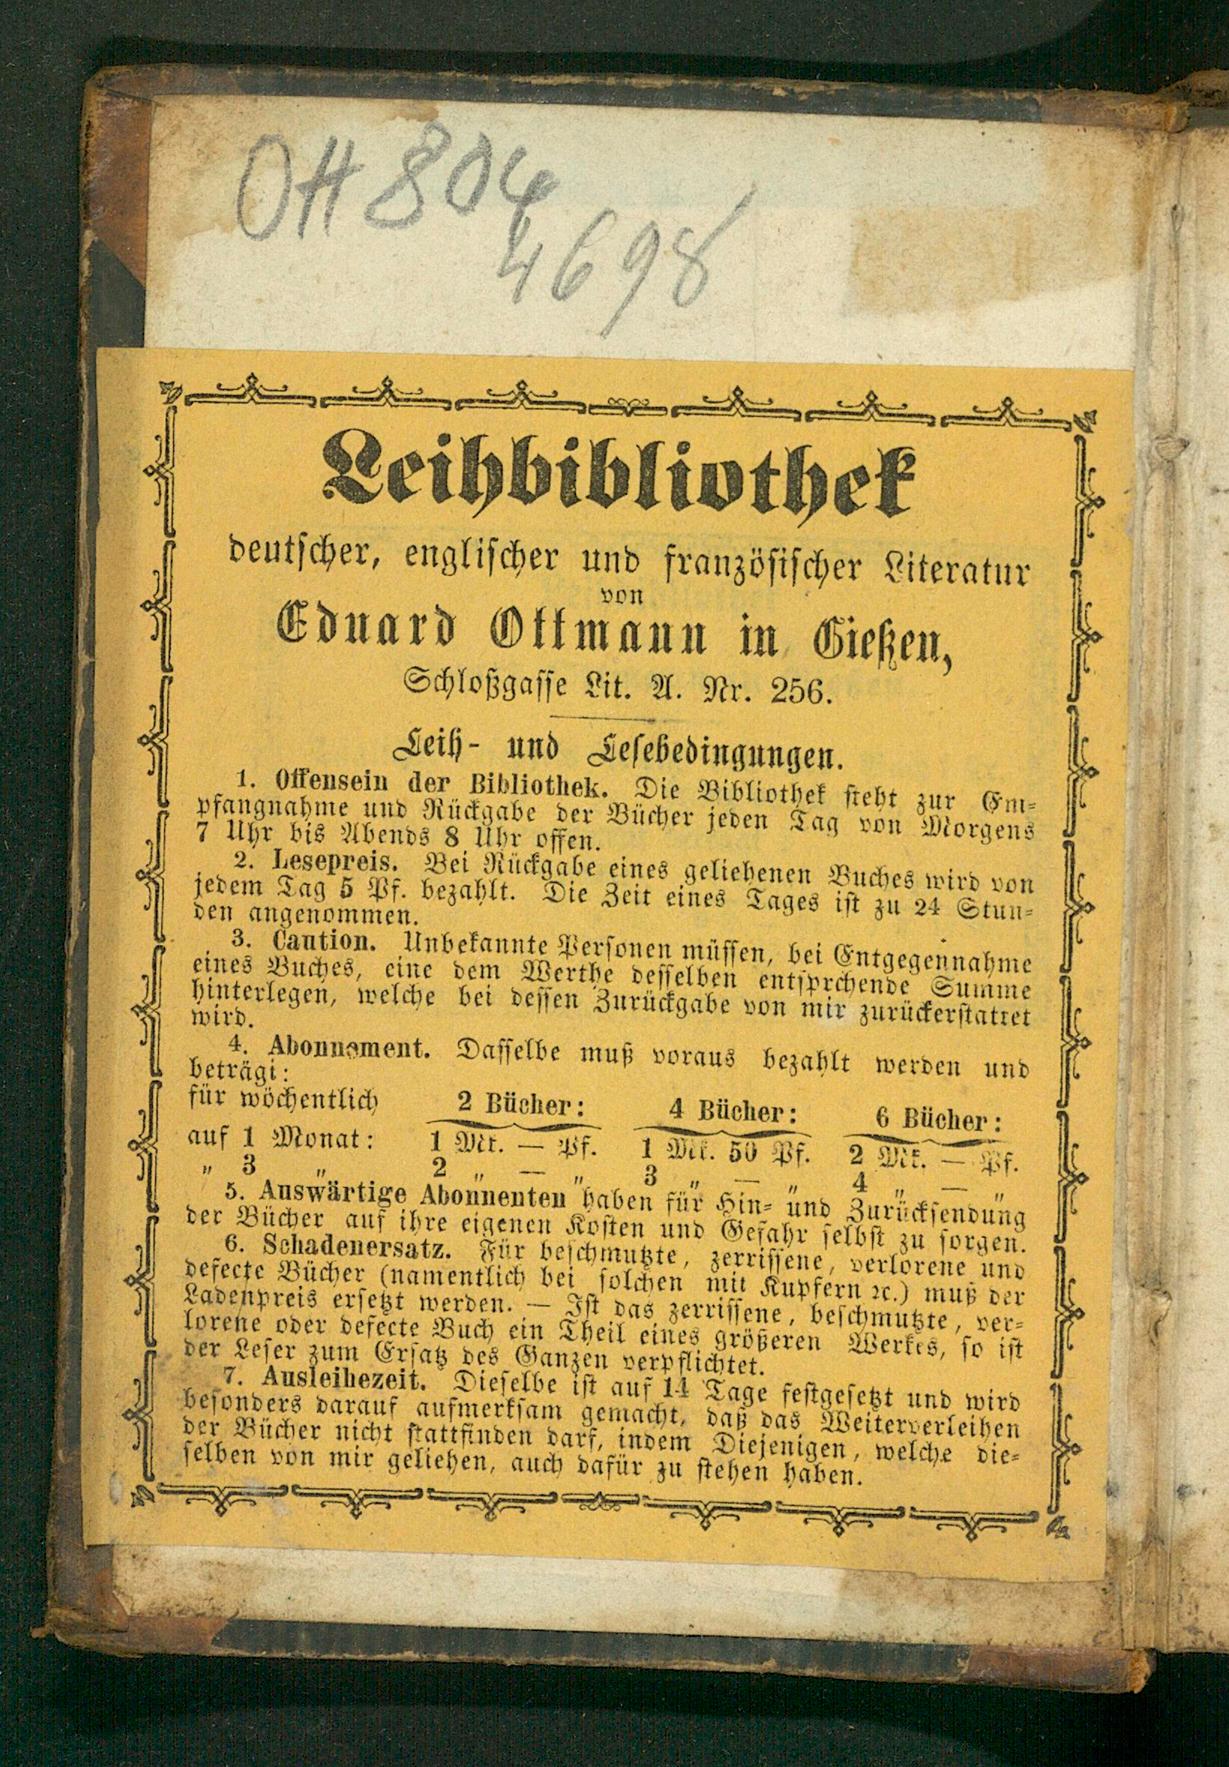 OH 804
4698
Leihbibliothek
deutscher, englischer und französischer Literatur
von
Eduard Ottmann in Gießen,
Schloßgasse Lit. A. Nr. 256.
Leih- und Lesebedingungen.
1. Offensein der Bibliothek. Die Bibliothek steht zur Em-
pfangnahme und Rückgabe der Bücher jeden Tag von Morgens
7 Uhr bis Abends 8 Uhr offen.
2. Lesepreis. Bei Rückgabe eines geliehenen Buches wird von
jedem Tag 5 Pf. bezahlt. Die Zeit eines Tages ist zu 24 Stun-
den angenommen.
3. Caution. Unbekannte Personen müssen, bei Entgegennahme
eines Buches, eine dem Werthe desselben entsprchende Summe
hinterlegen, welche bei dessen Zurückgabe von mir zurückerstattet
wird.
4. Abonnement. Dasselbe muß voraus bezahlt werden und
beträgt:
für wöchentlich 2 Bücher: 4 Bücher: 6 Bücher:
auf 1 Monat: 1 Mk. — Pf. 1 Mk. 50 Pf. 2 Mk. — Pf.
„ 3 „ 2 „ — „ 3 „ — „ 4 „ — „
5. Auswärtige Abonnenten haben für Hin- und Zurücksendung
der Bücher auf ihre eigenen Kosten und Gefahr selbst zu sorgen.
6. Schadenersatz. Für beschmutzte, zerrissene, verlorene und
defecte Bücher (namentlich bei solchen mit Kupfern ꝛc.) muß der
Ladenpreis ersetzt werden. — Ist das zerrissene, beschmutzte, ver-
lorene oder defecte Buch ein Theil eines größeren Werkes, so ist
der Leser zum Ersatz des Ganzen verpflichtet.
7. Ausleihezeit. Dieselbe ist auf 14 Tage festgesetzt und wird
besonders darauf aufmerksam gemacht, daß das Weiterverleihen
der Bücher nicht stattfinden darf, indem Diejenigen, welche die-
selben von mir geliehen, auch dafür zu stehen haben.